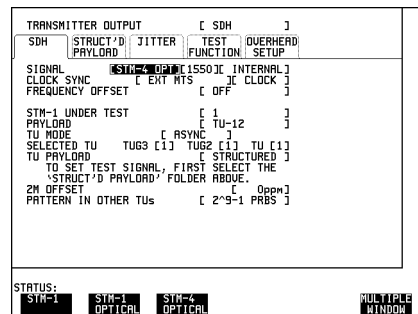 TRANSMITTER OUTPUT [ SDH ]
SDH STRUCT'D PAYLOAD JITTER TEST FUNCTION OVERHEAD SETUP
SIGNAL [STM-4 OPT][1550][ INTERNAL]
CLOCK SYNC [ EXT MTS ][ CLOCK ]
FREQUENCY OFFSET [ OFF ]
STM-1 UNDER TEST [ 1 ]
PAYLOAD [ TU-12 ]
TU MODE [ ASYNC ]
SELECTED TU TUG3 [1] TUG2 [1] TU [1]
TU PAYLOAD [ STRUCTURED ]
TO SET TEST SIGNAL, FIRST SELECT THE
'STRUCT'D PAYLOAD' FOLDER ABOVE.
2M OFFSET [ 0ppm]
PATTERN IN OTHER TUs [ 2^9-1 PRBS ]
STATUS:
STM-1 STM-1 OPTICAL STM-4 OPTICAL MULTIPLE WINDOW